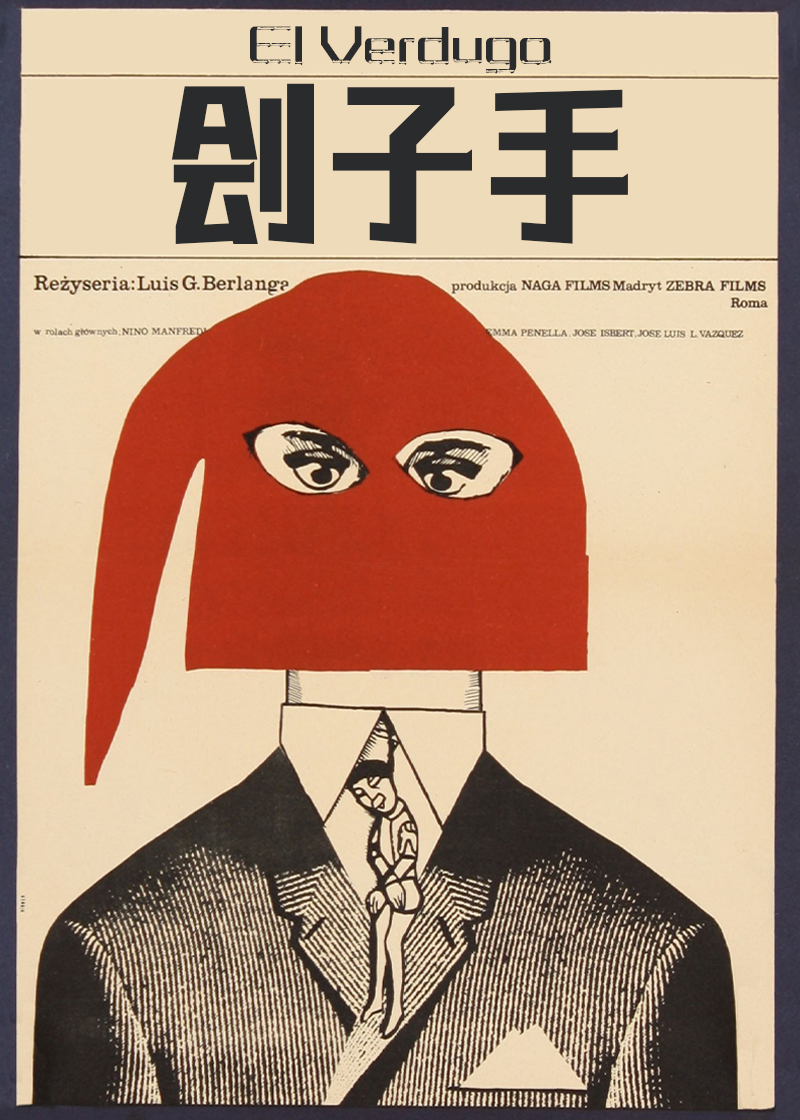 El Verdugo
刽子手
Reżyseria: Luis G. Berlanga
produkcja NAGA FILMS Madryt ZEBRA FILMS
Roma
w rolach głównych: NINO MANFREDI
EMMA PENELLA, JOSE ISBERT, JOSE LUIS L. VAZQUEZ